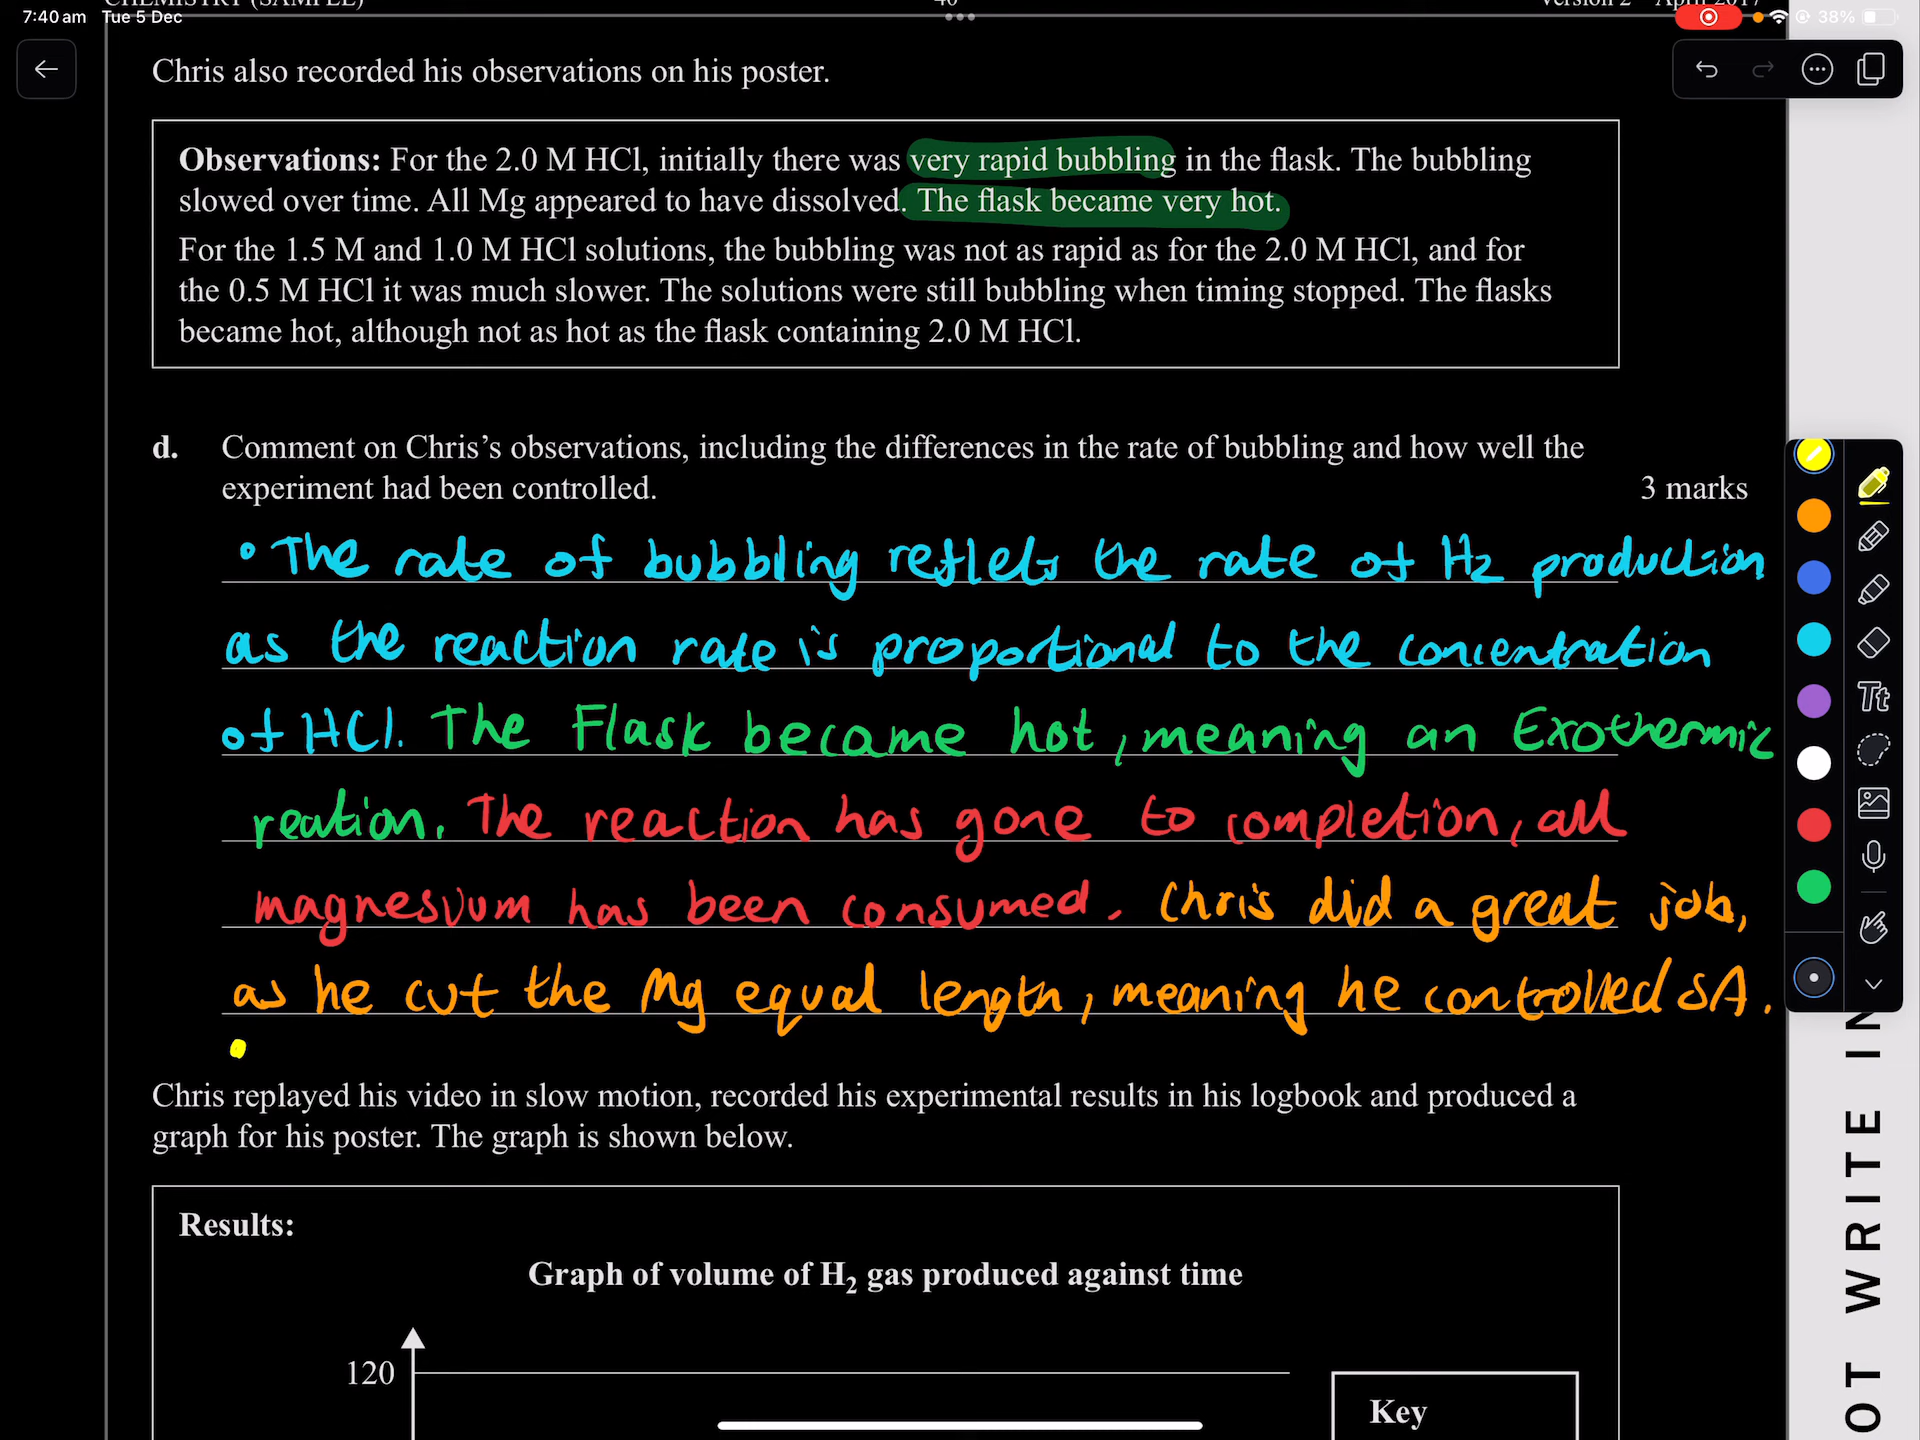 7:40 am Tue 5 Dec
38%
Chris also recorded his observations on his poster.
Observations: For the 2.0 M HCl, initially there was very rapid bubbling in the flask. The bubbling
slowed over time. All Mg appeared to have dissolved. The flask became very hot.
For the 1.5 M and 1.0 M HCl solutions, the bubbling was not as rapid as for the 2.0 M HCl, and for
the 0.5 M HCl it was much slower. The solutions were still bubbling when timing stopped. The flasks
became hot, although not as hot as the flask containing 2.0 M HCl.
d. Comment on Chris’s observations, including the differences in the rate of bubbling and how well the
experiment had been controlled.
3 marks
• The rate of bubbling reflects the rate of H2 production
as the reaction rate is proportional to the concentration
of HCl. The Flask became hot, meaning an Exothermic
reation. The reaction has gone to completion, all
magnesium has been consumed. Chris did a great job,
as he cut the Mg equal length, meaning he controlled SA.
Chris replayed his video in slow motion, recorded his experimental results in his logbook and produced a
graph for his poster. The graph is shown below.
Results:
Graph of volume of H₂ gas produced against time
120
Key
Tt
OT WRITE IN